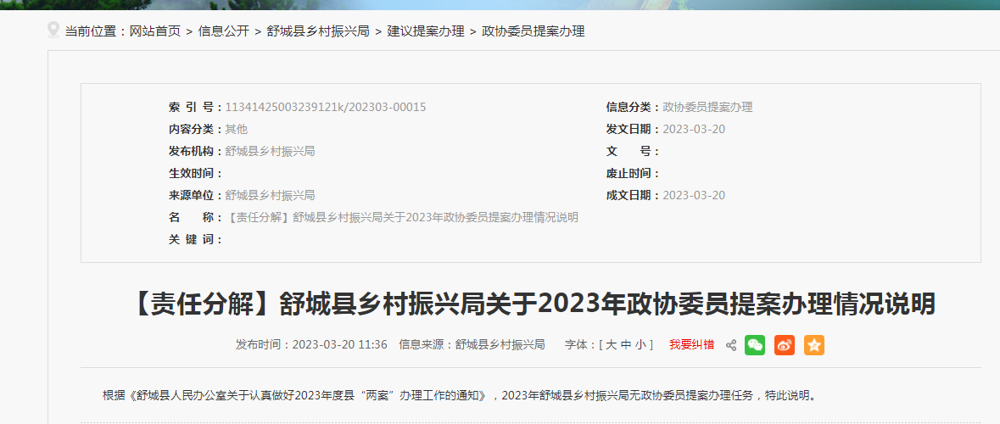 当前位置：网站首页 > 信息公开 > 舒城县乡村振兴局 > 建议提案办理 > 政协委员提案办理
索 引 号：11341425003239121k/202303-00015 信息分类：政协委员提案办理
内容分类：其他 发文日期：2023-03-20
发布机构：舒城县乡村振兴局 文 号：
生效时间： 废止时间：
来源单位：舒城县乡村振兴局 成文日期：2023-03-20
名 称：【责任分解】舒城县乡村振兴局关于2023年政协委员提案办理情况说明
关 键 词：
【责任分解】舒城县乡村振兴局关于2023年政协委员提案办理情况说明
发布时间：2023-03-20 11:36 信息来源：舒城县乡村振兴局 字体：[ 大 中 小 ] 我要纠错
根据《舒城县人民办公室关于认真做好2023年度县“两案”办理工作的通知》，2023年舒城县乡村振兴局无政协委员提案办理任务，特此说明。